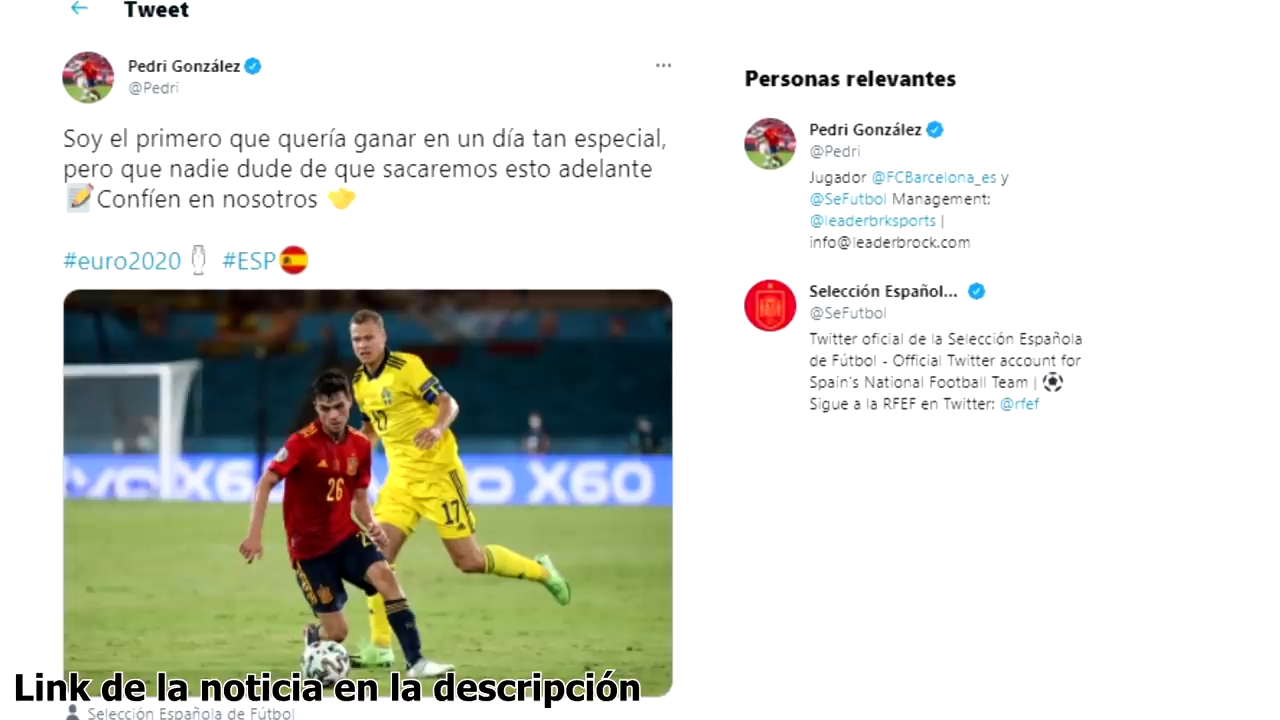 Tweet
Pedri González
@Pedri
Soy el primero que quería ganar en un día tan especial,
pero que nadie dude de que sacaremos esto adelante
Confíen en nosotros
#euro2020 #ESP
X60
26
17
17
Link de la noticia en la descripción
Selección Española de Fútbol
Personas relevantes
Pedri González
@Pedri
Jugador @FCBarcelona_es y
@SeFutbol Management:
@leaderbrksports |
info@leaderbrock.com
Selección Español...
@SeFutbol
Twitter oficial de la Selección Española
de Fútbol - Official Twitter account for
Spain's National Football Team |
Sigue a la RFEF en Twitter: @rfef